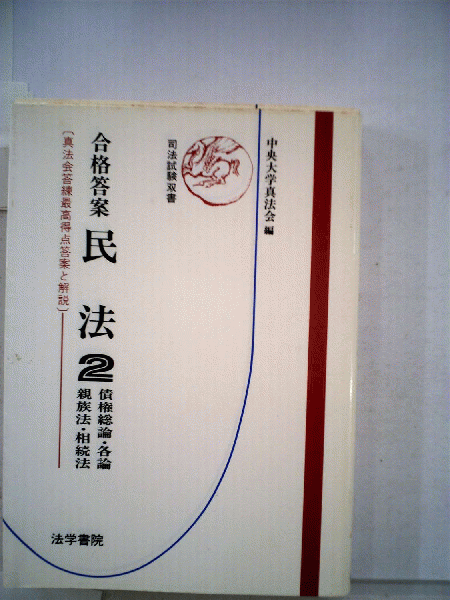 中央大学真法会 編
司法試験双書
合格答案
民法
2
債権総論・各論
親族法・相続法
〔真法会答練最高得点答案と解説〕
法学書院